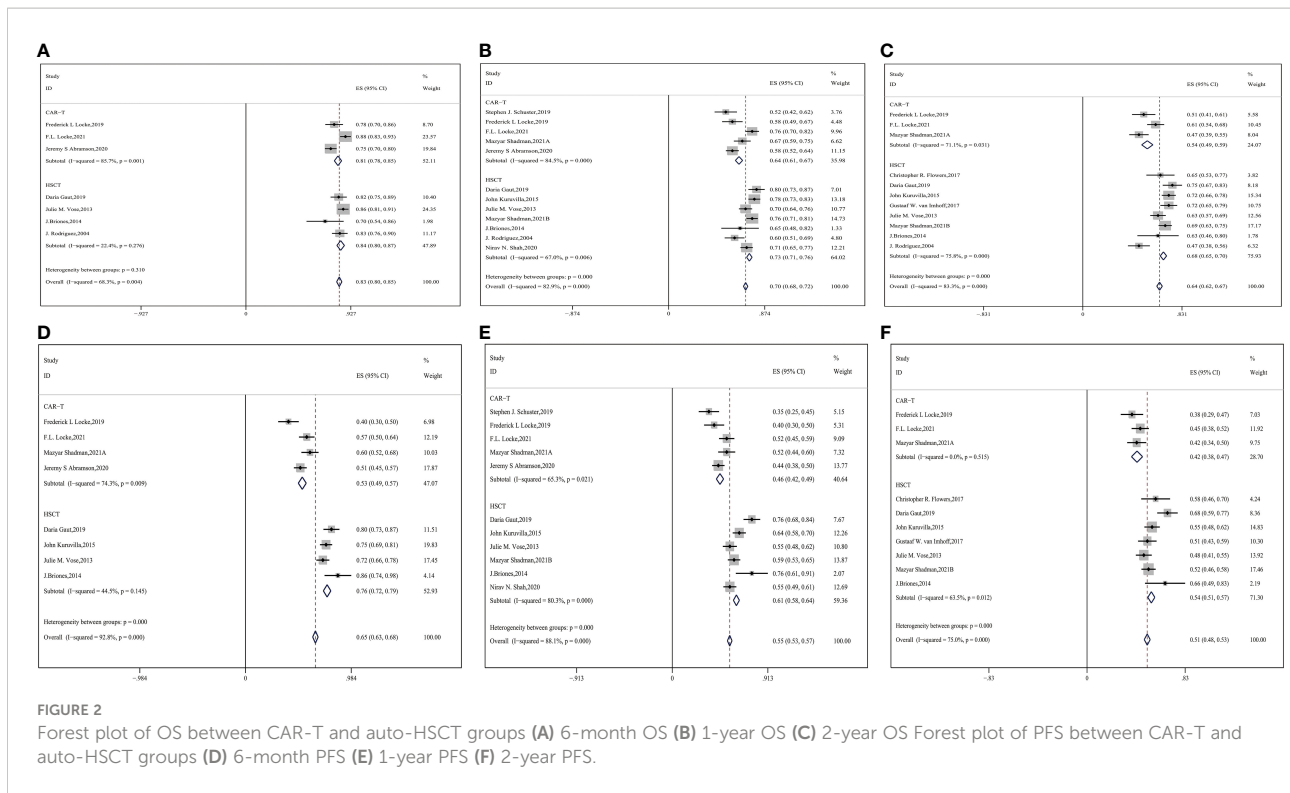 A
Study %
ID ES (95% CI) Weight
CAR−T
Frederick L Locke,2019 0.78 (0.70, 0.86) 8.70
F.L. Locke,2021 0.88 (0.83, 0.93) 23.57
Jeremy S Abramson,2020 0.75 (0.70, 0.80) 19.84
Subtotal (I−squared = 85.7%, p = 0.001) 0.81 (0.78, 0.85) 52.11
HSCT
Daria Gaut,2019 0.82 (0.75, 0.89) 10.40
Julie M. Vose,2013 0.86 (0.81, 0.91) 24.35
J.Briones,2014 0.70 (0.54, 0.86) 1.98
J. Rodriguez,2004 0.83 (0.76, 0.90) 11.17
Subtotal (I−squared = 22.4%, p = 0.276) 0.84 (0.80, 0.87) 47.89
Heterogeneity between groups: p = 0.310
Overall (I−squared = 68.3%, p = 0.004) 0.83 (0.80, 0.85) 100.00
−.927 0 .927
B
Study %
ID ES (95% CI) Weight
CAR−T
Stephen J. Schuster,2019 0.52 (0.42, 0.62) 3.76
Frederick L Locke,2019 0.58 (0.49, 0.67) 4.48
F.L. Locke,2021 0.76 (0.70, 0.82) 9.96
Mazyar Shadman,2021A 0.67 (0.59, 0.75) 6.62
Jeremy S Abramson,2020 0.58 (0.52, 0.64) 11.15
Subtotal (I−squared = 84.5%, p = 0.000) 0.64 (0.61, 0.67) 35.98
HSCT
Daria Gaut,2019 0.80 (0.73, 0.87) 7.01
John Kuruvilla,2015 0.78 (0.73, 0.83) 13.18
Julie M. Vose,2013 0.70 (0.64, 0.76) 10.77
Mazyar Shadman,2021B 0.76 (0.71, 0.81) 14.73
J.Briones,2014 0.65 (0.48, 0.82) 1.33
J. Rodriguez,2004 0.60 (0.51, 0.69) 4.80
Nirav N. Shah,2020 0.71 (0.65, 0.77) 12.21
Subtotal (I−squared = 67.0%, p = 0.006) 0.73 (0.71, 0.76) 64.02
Heterogeneity between groups: p = 0.000
Overall (I−squared = 82.9%, p = 0.000) 0.70 (0.68, 0.72) 100.00
−.874 0 .874
C
Study %
ID ES (95% CI) Weight
CAR−T
Frederick L Locke,2019 0.51 (0.41, 0.61) 5.58
F.L. Locke,2021 0.61 (0.54, 0.68) 10.45
Mazyar Shadman,2021A 0.47 (0.39, 0.55) 8.04
Subtotal (I−squared = 71.1%, p = 0.031) 0.54 (0.49, 0.59) 24.07
HSCT
Christopher R. Flowers,2017 0.65 (0.53, 0.77) 3.82
Daria Gaut,2019 0.75 (0.67, 0.83) 8.18
John Kuruvilla,2015 0.72 (0.66, 0.78) 15.34
Gustaaf W. van Imhoff,2017 0.72 (0.65, 0.79) 10.75
Julie M. Vose,2013 0.63 (0.57, 0.69) 12.56
Mazyar Shadman,2021B 0.69 (0.63, 0.75) 17.17
J.Briones,2014 0.63 (0.46, 0.80) 1.78
J. Rodriguez,2004 0.47 (0.38, 0.56) 6.32
Subtotal (I−squared = 75.8%, p = 0.000) 0.68 (0.65, 0.70) 75.93
Heterogeneity between groups: p = 0.000
Overall (I−squared = 83.3%, p = 0.000) 0.64 (0.62, 0.67) 100.00
−.831 0 .831
D
Study %
ID ES (95% CI) Weight
CAR−T
Frederick L Locke,2019 0.40 (0.30, 0.50) 6.98
F.L. Locke,2021 0.57 (0.50, 0.64) 12.19
Mazyar Shadman,2021A 0.60 (0.52, 0.68) 10.03
Jeremy S Abramson,2020 0.51 (0.45, 0.57) 17.87
Subtotal (I−squared = 74.3%, p = 0.009) 0.53 (0.49, 0.57) 47.07
HSCT
Daria Gaut,2019 0.80 (0.73, 0.87) 11.51
John Kuruvilla,2015 0.75 (0.69, 0.81) 19.83
Julie M. Vose,2013 0.72 (0.66, 0.78) 17.45
J.Briones,2014 0.86 (0.74, 0.98) 4.14
Subtotal (I−squared = 44.5%, p = 0.145) 0.76 (0.72, 0.79) 52.93
Heterogeneity between groups: p = 0.000
Overall (I−squared = 92.8%, p = 0.000) 0.65 (0.63, 0.68) 100.00
−.984 0 .984
E
Study %
ID ES (95% CI) Weight
CAR−T
Stephen J. Schuster,2019 0.35 (0.25, 0.45) 5.15
Frederick L Locke,2019 0.40 (0.30, 0.50) 5.31
F.L. Locke,2021 0.52 (0.45, 0.59) 9.09
Mazyar Shadman,2021A 0.52 (0.44, 0.60) 7.32
Jeremy S Abramson,2020 0.44 (0.38, 0.50) 13.77
Subtotal (I−squared = 65.3%, p = 0.021) 0.46 (0.42, 0.49) 40.64
HSCT
Daria Gaut,2019 0.76 (0.68, 0.84) 7.67
John Kuruvilla,2015 0.64 (0.58, 0.70) 12.26
Julie M. Vose,2013 0.55 (0.48, 0.62) 10.80
Mazyar Shadman,2021B 0.59 (0.53, 0.65) 13.87
J.Briones,2014 0.76 (0.61, 0.91) 2.07
Nirav N. Shah,2020 0.55 (0.49, 0.61) 12.69
Subtotal (I−squared = 80.3%, p = 0.000) 0.61 (0.58, 0.64) 59.36
Heterogeneity between groups: p = 0.000
Overall (I−squared = 88.1%, p = 0.000) 0.55 (0.53, 0.57) 100.00
−.913 0 .913
F
Study %
ID ES (95% CI) Weight
CAR−T
Frederick L Locke,2019 0.38 (0.29, 0.47) 7.03
F.L. Locke,2021 0.45 (0.38, 0.52) 11.92
Mazyar Shadman,2021A 0.42 (0.34, 0.50) 9.75
Subtotal (I−squared = 0.0%, p = 0.515) 0.42 (0.38, 0.47) 28.70
HSCT
Christopher R. Flowers,2017 0.58 (0.46, 0.70) 4.24
Daria Gaut,2019 0.68 (0.59, 0.77) 8.36
John Kuruvilla,2015 0.55 (0.48, 0.62) 14.83
Gustaaf W. van Imhoff,2017 0.51 (0.43, 0.59) 10.30
Julie M. Vose,2013 0.48 (0.41, 0.55) 13.92
Mazyar Shadman,2021B 0.52 (0.46, 0.58) 17.46
J.Briones,2014 0.66 (0.49, 0.83) 2.19
Subtotal (I−squared = 63.5%, p = 0.012) 0.54 (0.51, 0.57) 71.30
Heterogeneity between groups: p = 0.000
Overall (I−squared = 75.0%, p = 0.000) 0.51 (0.48, 0.53) 100.00
−.83 0 .83
FIGURE 2
Forest plot of OS between CAR-T and auto-HSCT groups (A) 6-month OS (B) 1-year OS (C) 2-year OS Forest plot of PFS between CAR-T and
auto-HSCT groups (D) 6-month PFS (E) 1-year PFS (F) 2-year PFS.